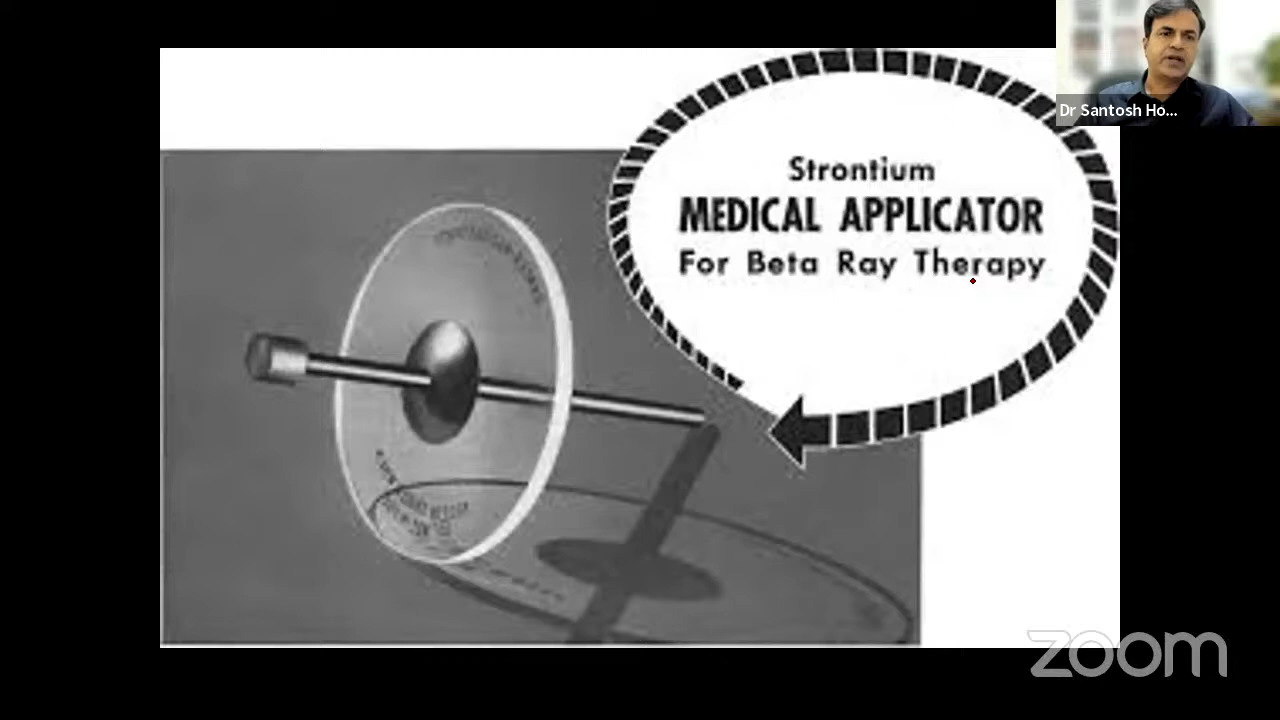 Dr Santosh Ho...
Strontium
MEDICAL APPLICATOR
For Beta Ray Therapy
zoom